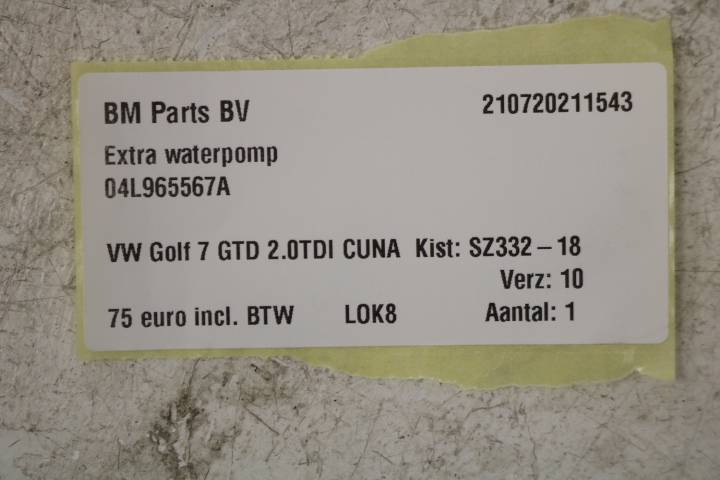 BM Parts BV 210720211543
Extra waterpomp
04L965567A
VW Golf 7 GTD 2.0TDI CUNA Kist: SZ332 – 18
Verz: 10
75 euro incl. BTW LOK8 Aantal: 1